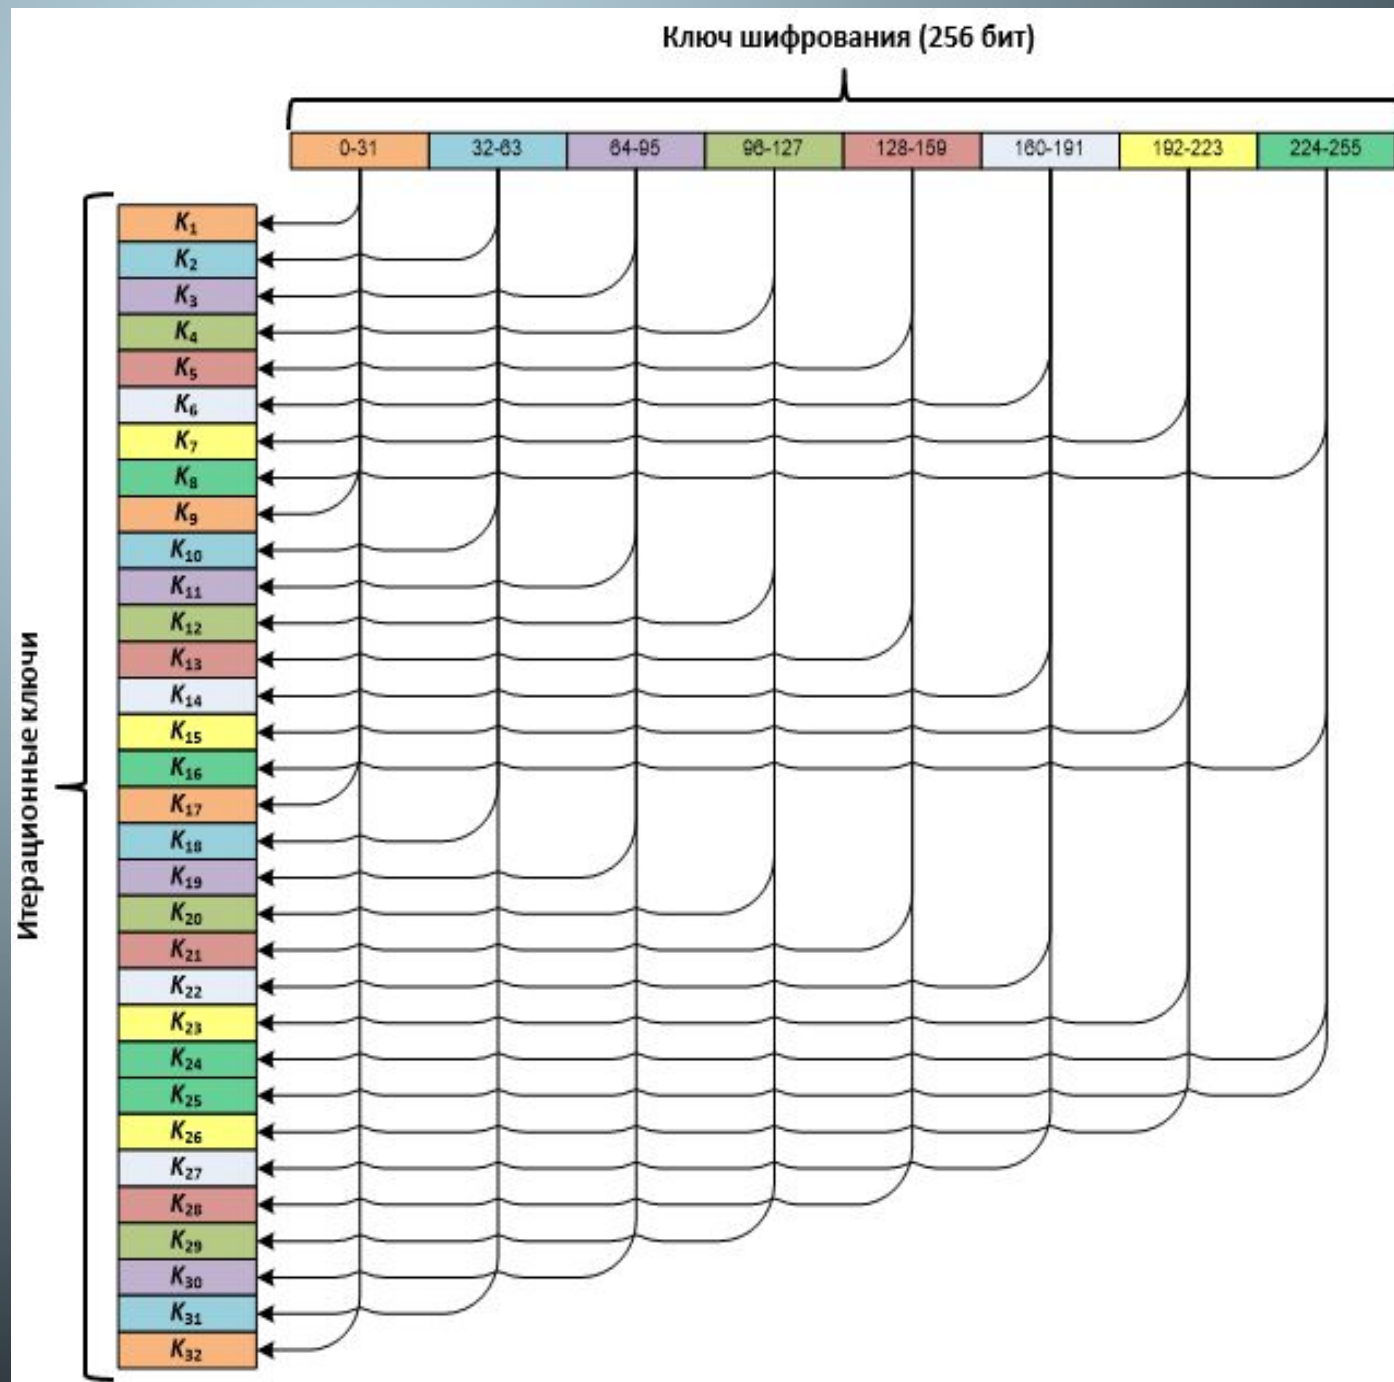 Ключ шифрования (256 бит)
0-31 32-63 64-95 96-127 128-159 160-191 192-223 224-255
Итерационные ключи
K1
K2
K3
K4
K5
K6
K7
K8
K9
K10
K11
K12
K13
K14
K15
K16
K17
K18
K19
K20
K21
K22
K23
K24
K25
K26
K27
K28
K29
K30
K31
K32